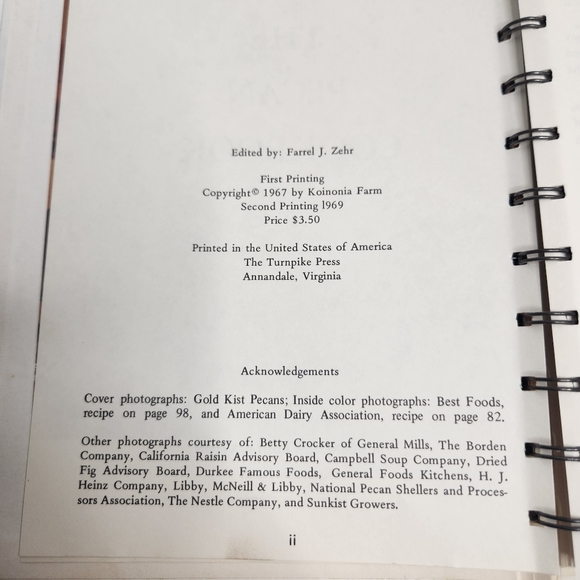 Edited by: Farrel J. Zehr
First Printing
Copyright© 1967 by Koinonia Farm
Second Printing 1969
Price $3.50
Printed in the United States of America
The Turnpike Press
Annandale, Virginia
Acknowledgements
Cover photographs: Gold Kist Pecans; Inside color photographs: Best Foods,
recipe on page 98, and American Dairy Association, recipe on page 82.
Other photographs courtesy of: Betty Crocker of General Mills, The Borden
Company, California Raisin Advisory Board, Campbell Soup Company, Dried
Fig Advisory Board, Durkee Famous Foods, General Foods Kitchens, H. J.
Heinz Company, Libby, McNeill & Libby, National Pecan Shellers and Proces-
sors Association, The Nestle Company, and Sunkist Growers.
ii